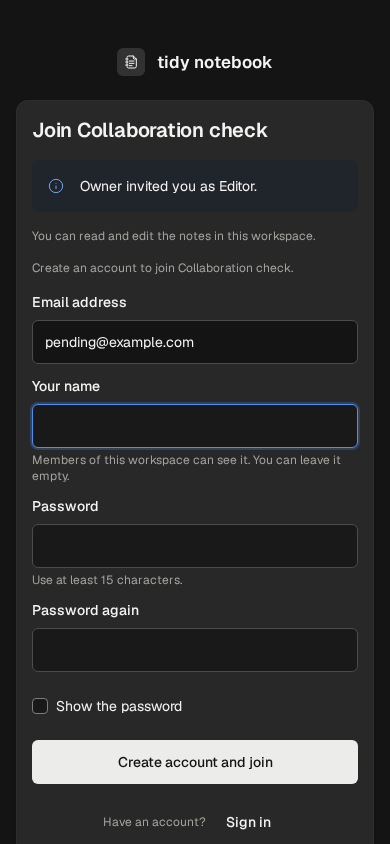 tidy notebook
Join Collaboration check
Owner invited you as Editor.
You can read and edit the notes in this workspace.
Create an account to join Collaboration check.
Email address
pending@example.com
Your name
Members of this workspace can see it. You can leave it
empty.
Password
Use at least 15 characters.
Password again
Show the password
Create account and join
Have an account? Sign in